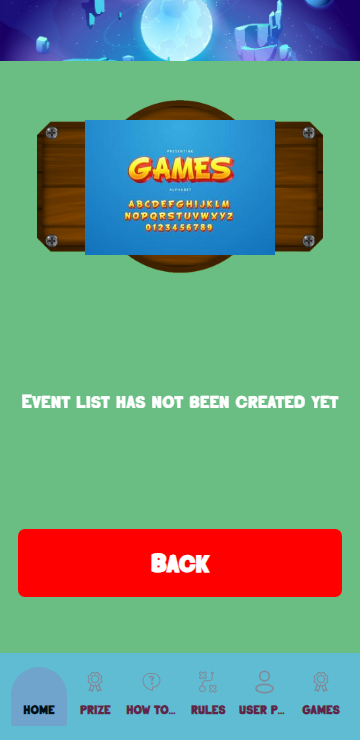 PRESENTING
GAMES
ALPHABET
ABCDEFGHIJKLM
NOPQRSTUVWXYZ
0123456789
Event list has not been created yet
Back
HOME
PRIZE
HOW TO...
RULES
USER P...
GAMES